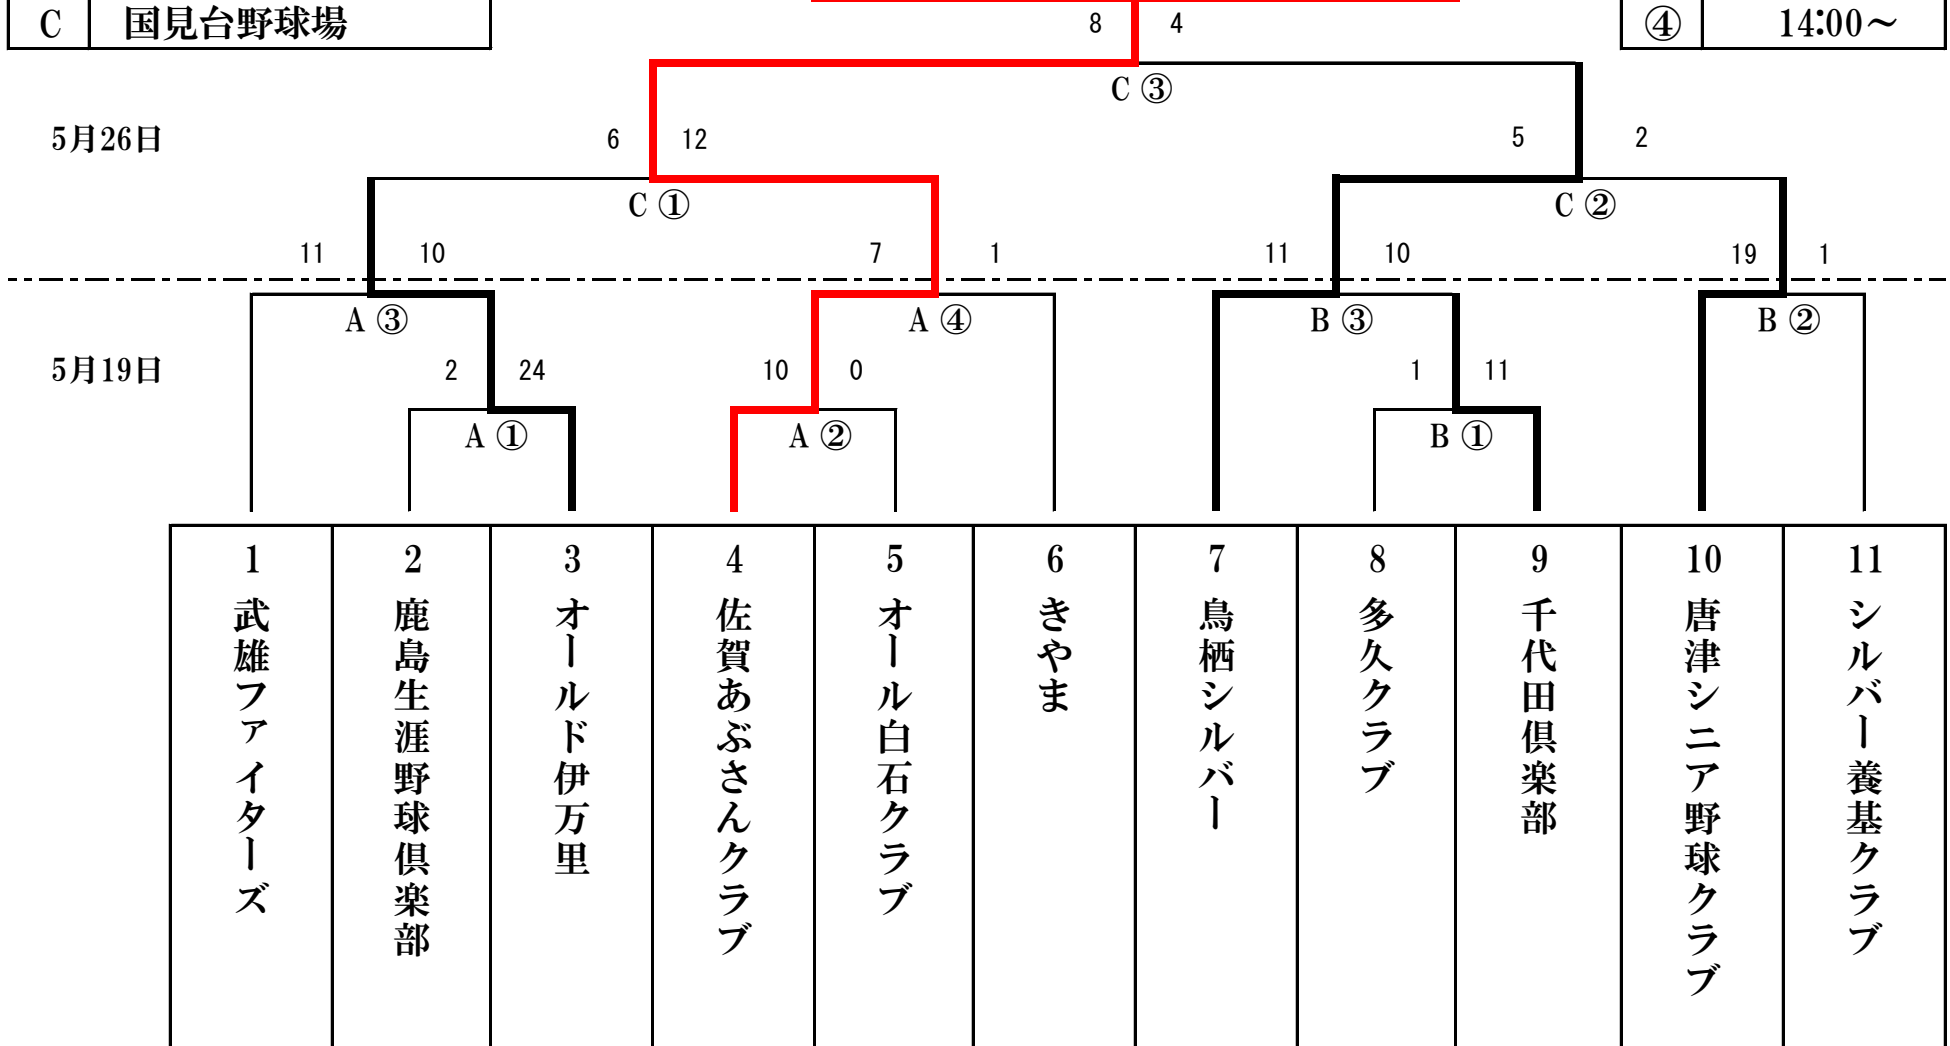 C 国見台野球場
④ 14:00～
8 4
C ③
5月26日
6 12
5 2
C ①
C ②
11 10
7 1
11 10
19 1
A ③
A ④
B ③
B ②
5月19日
2 24
10 0
1 11
A ①
A ②
B ①
1 武雄ファイターズ
2 鹿島生涯野球倶楽部
3 オールド伊万里
4 佐賀あぶさんクラブ
5 オール白石クラブ
6 きやま
7 鳥栖シルバー
8 多久クラブ
9 千代田倶楽部
10 唐津シニア野球クラブ
11 シルバー養基クラブ